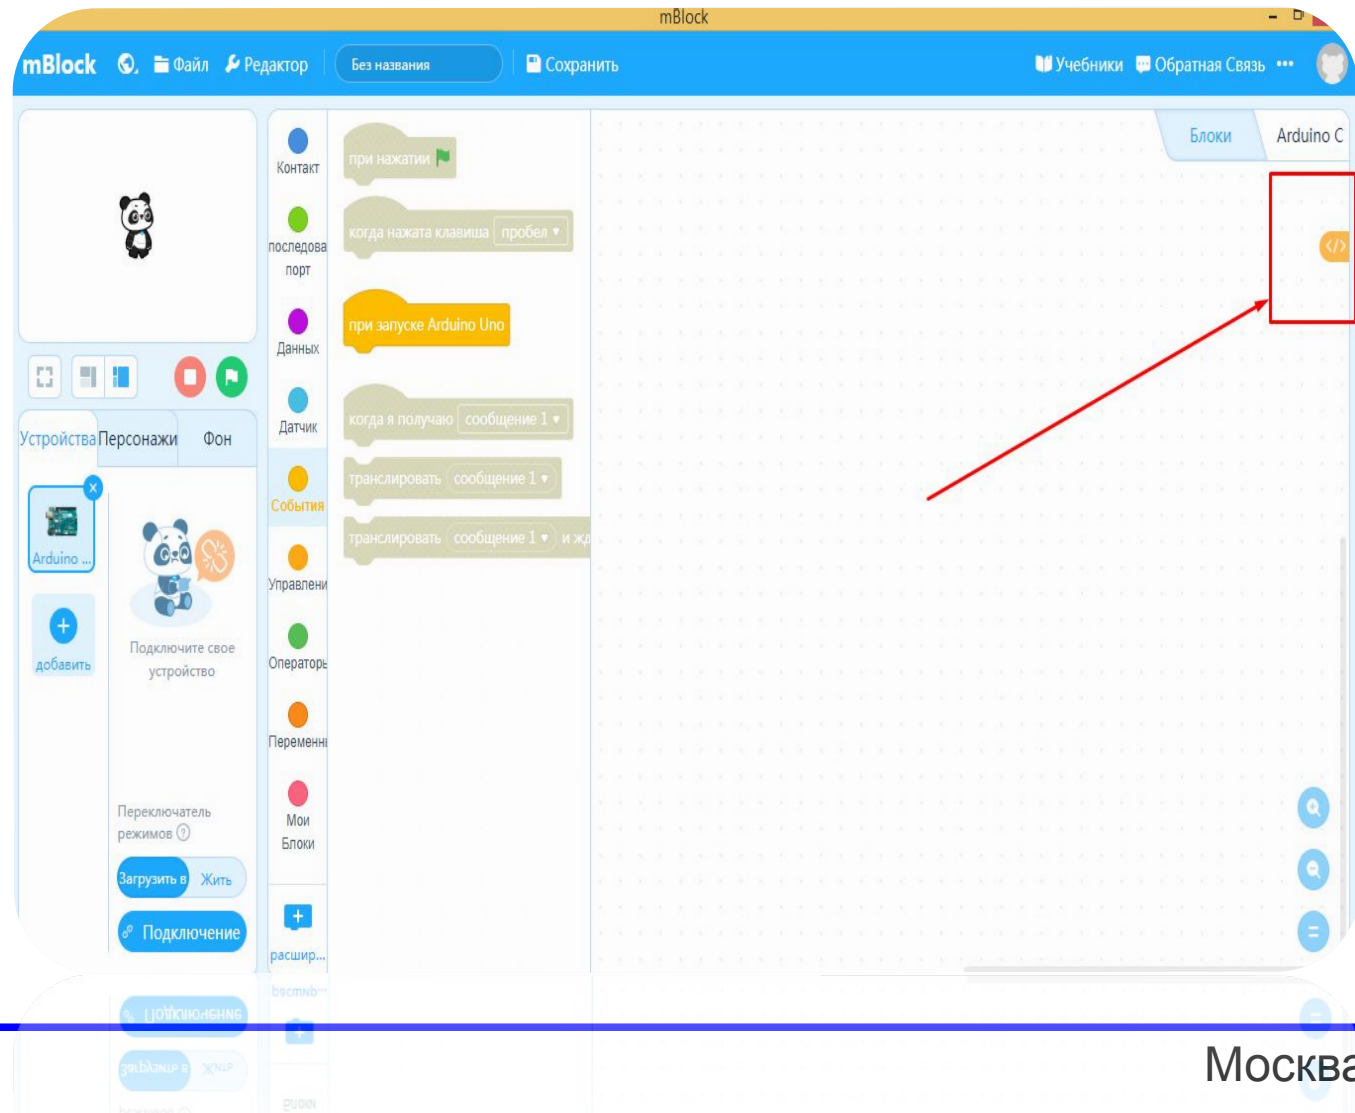 mBlock
mBlock
Файл
Редактор
Без названия
Сохранить
Учебники
Обратная Связь
Блоки
Arduino C
</>
Контакт
последова
порт
Данных
Датчик
События
Управлени
Операторь
Переменнь
Мои
Блоки
расшир...
при нажатии
когда нажата клавиша пробел
при запуске Arduino Uno
когда я получаю сообщение 1
транслировать сообщение 1
транслировать сообщение 1 и жд
Устройства
Персонажи
Фон
Arduino ...
добавить
Подключите свое
устройство
Переключатель
режимов
Загрузить в
Жить
Подключение
Москва